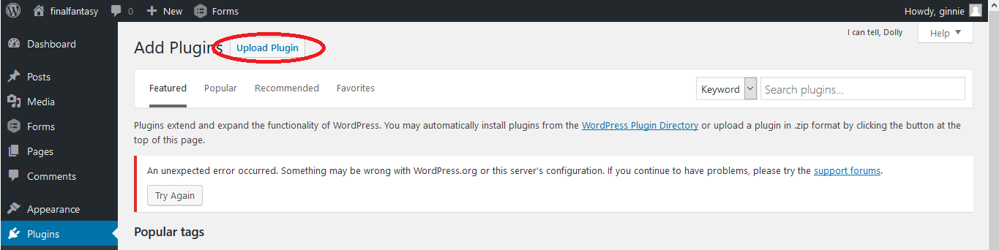 finalfantasy 0 New Forms Howdy, ginnie
I can tell, Dolly Help
Dashboard
Posts
Media
Forms
Pages
Comments
Appearance
Plugins
Add Plugins Upload Plugin
Featured Popular Recommended Favorites Keyword Search plugins...
Plugins extend and expand the functionality of WordPress. You may automatically install plugins from the WordPress Plugin Directory or upload a plugin in .zip format by clicking the button at the
top of this page.
An unexpected error occurred. Something may be wrong with WordPress.org or this server's configuration. If you continue to have problems, please try the support forums.
Try Again
Popular tags